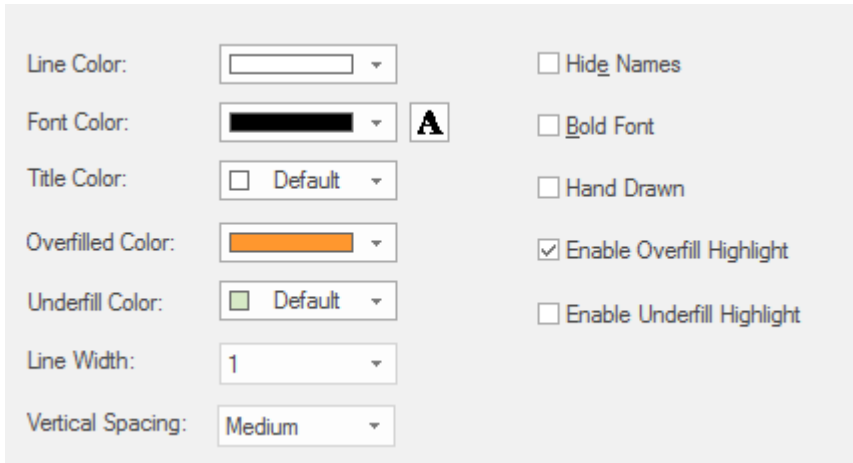 Line Color:
Hide Names
Font Color:
A
Bold Font
Title Color:
Default
Hand Drawn
Overfilled Color:
Enable Overfill Highlight
Underfill Color:
Default
Enable Underfill Highlight
Line Width:
1
Vertical Spacing:
Medium